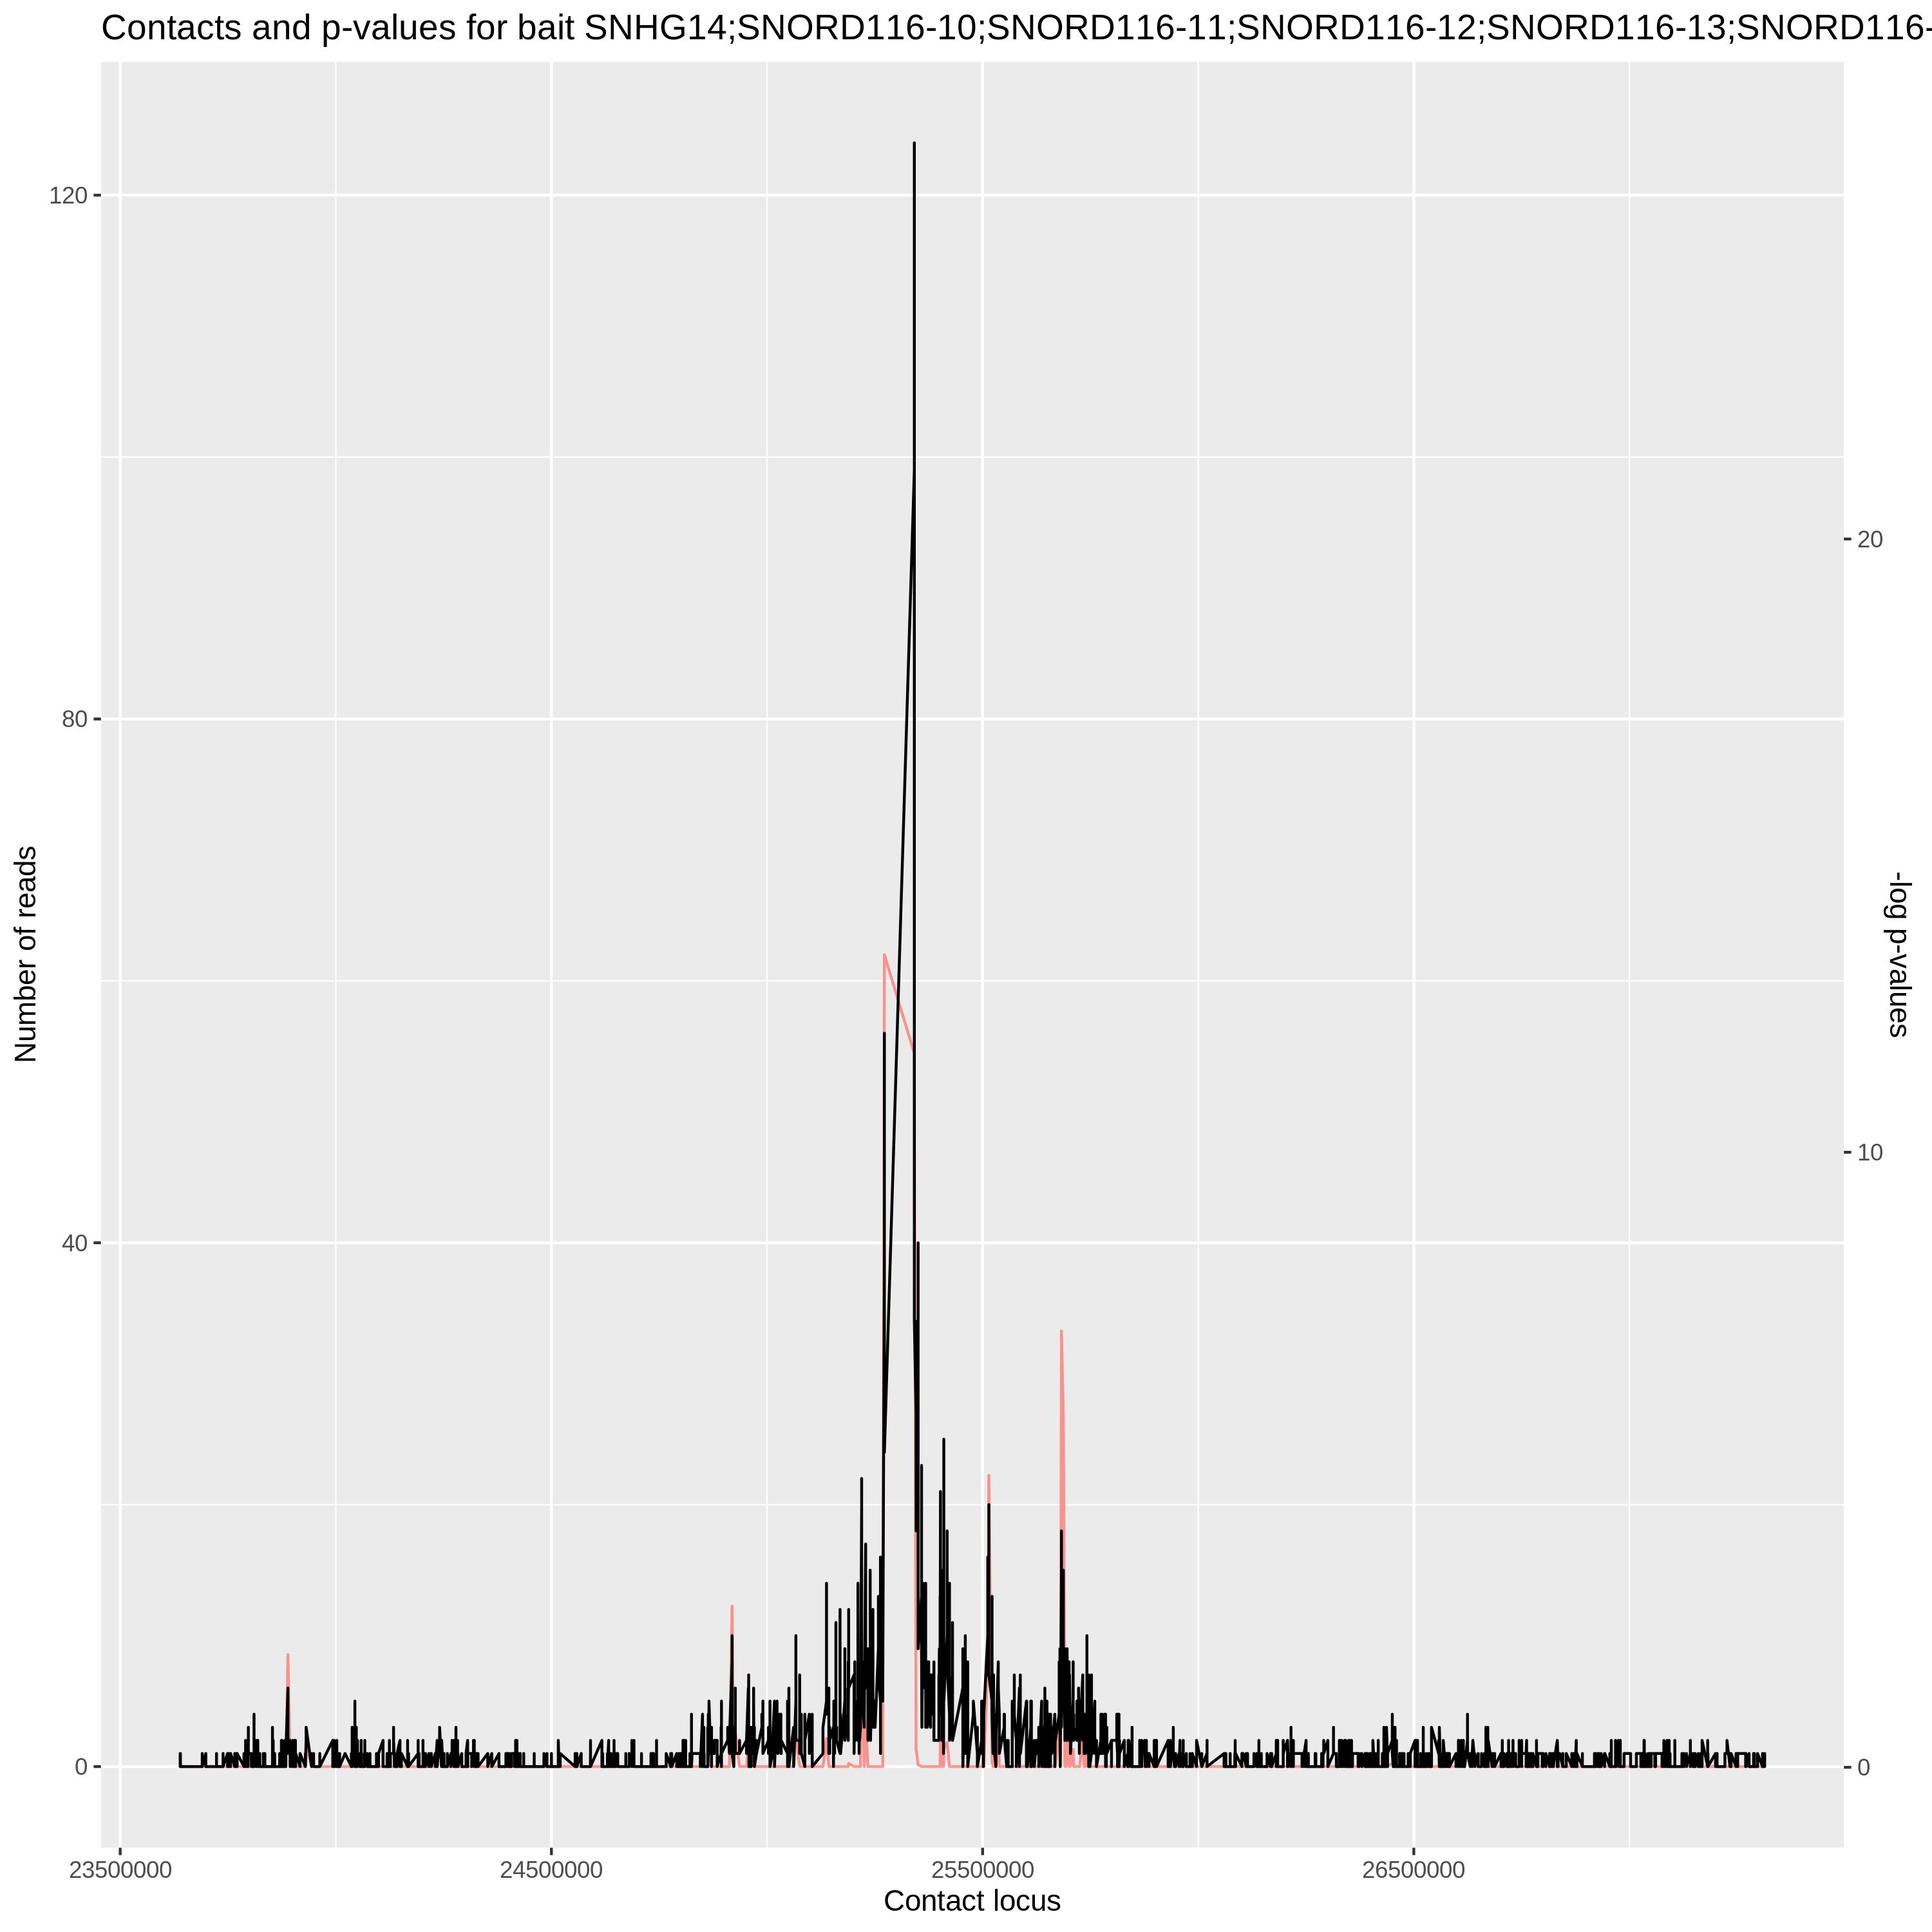 Contacts and p-values for bait SNHG14;SNORD116-10;SNORD116-11;SNORD116-12;SNORD116-13;SNORD116-
120
80
40
0
Number of reads
20
10
0
-log p-values
23500000 24500000 25500000 26500000
Contact locus